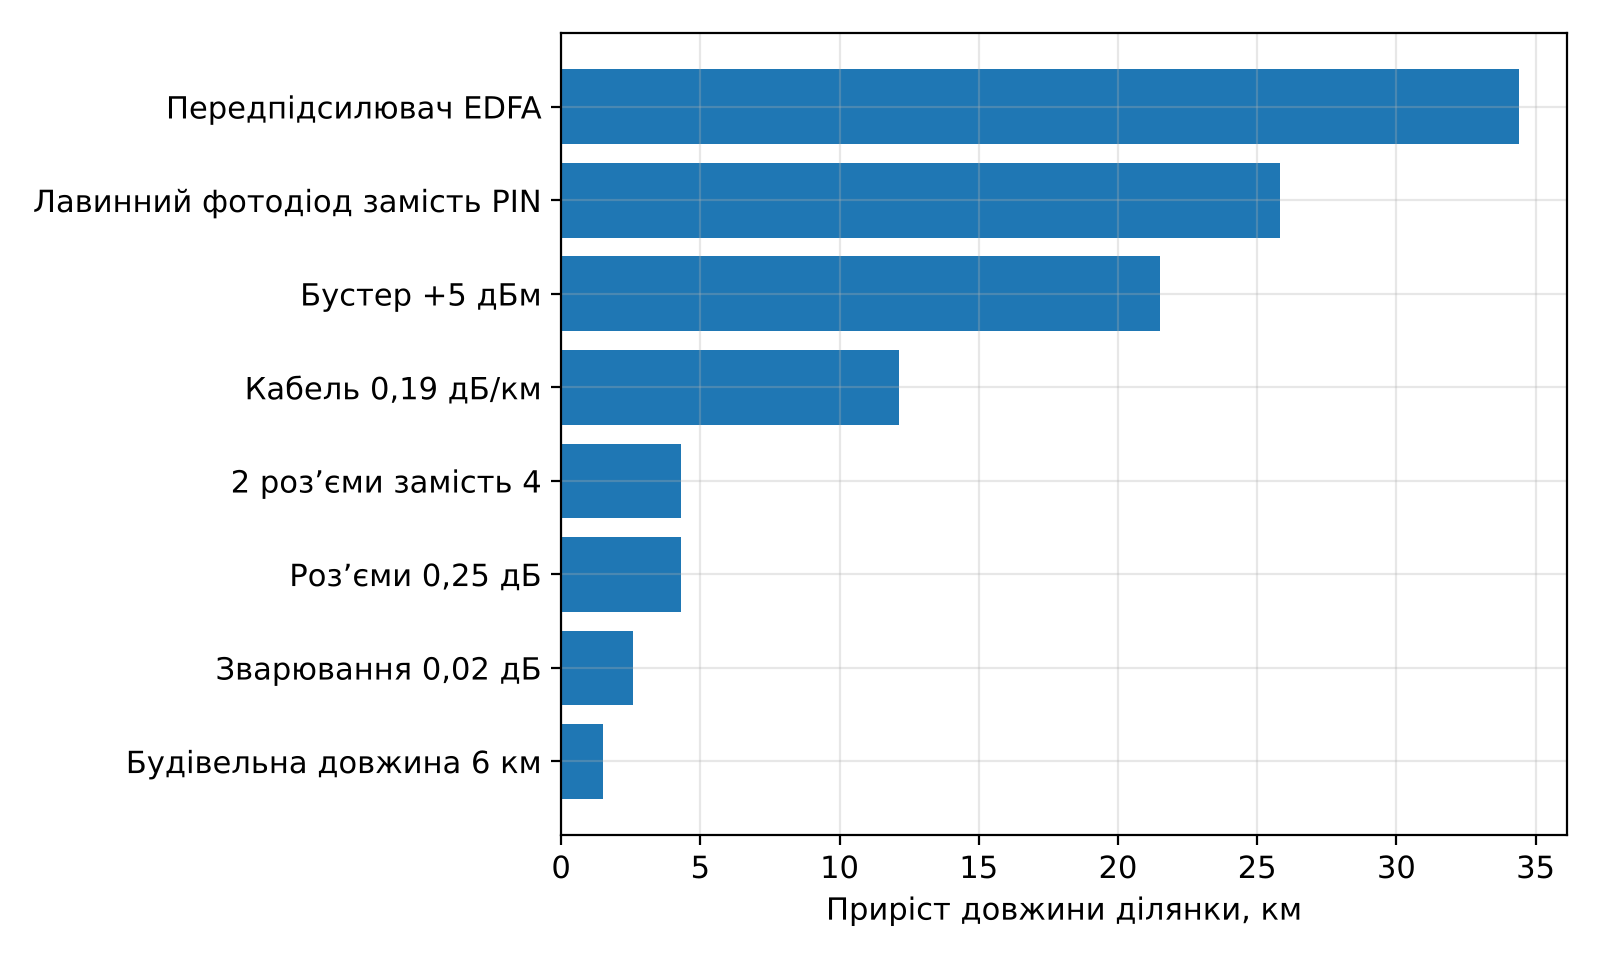 Передпідсилювач EDFA
Лавинний фотодіод замість PIN
Бустер +5 дБм
Кабель 0,19 дБ/км
2 роз’єми замість 4
Роз’єми 0,25 дБ
Зварювання 0,02 дБ
Будівельна довжина 6 км
0 5 10 15 20 25 30 35
Приріст довжини ділянки, км